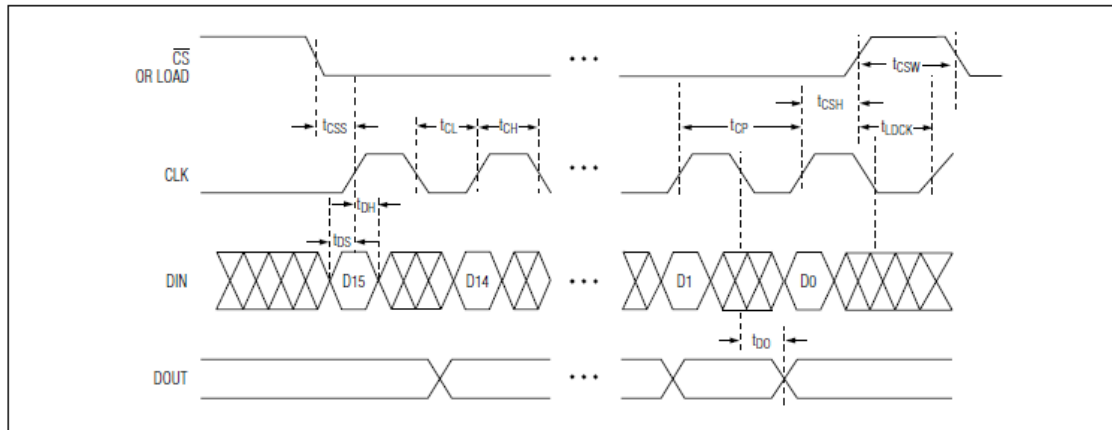 CS
OR LOAD
• • •
tCSW
tCSH
tCSS
tCL
tCH
tCP
tLDCK
CLK
• • •
tDH
tDS
DIN
D15
D14
• • •
D1
D0
tDO
DOUT
• • •